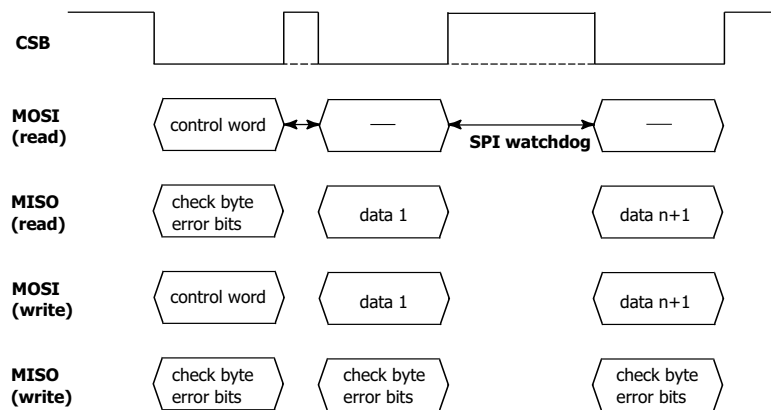 CSB
MOSI
(read)
control word
—
—
SPI watchdog
MISO
(read)
check byte
error bits
data 1
data n+1
MOSI
(write)
control word
data 1
data n+1
MISO
(write)
check byte
error bits
check byte
error bits
check byte
error bits